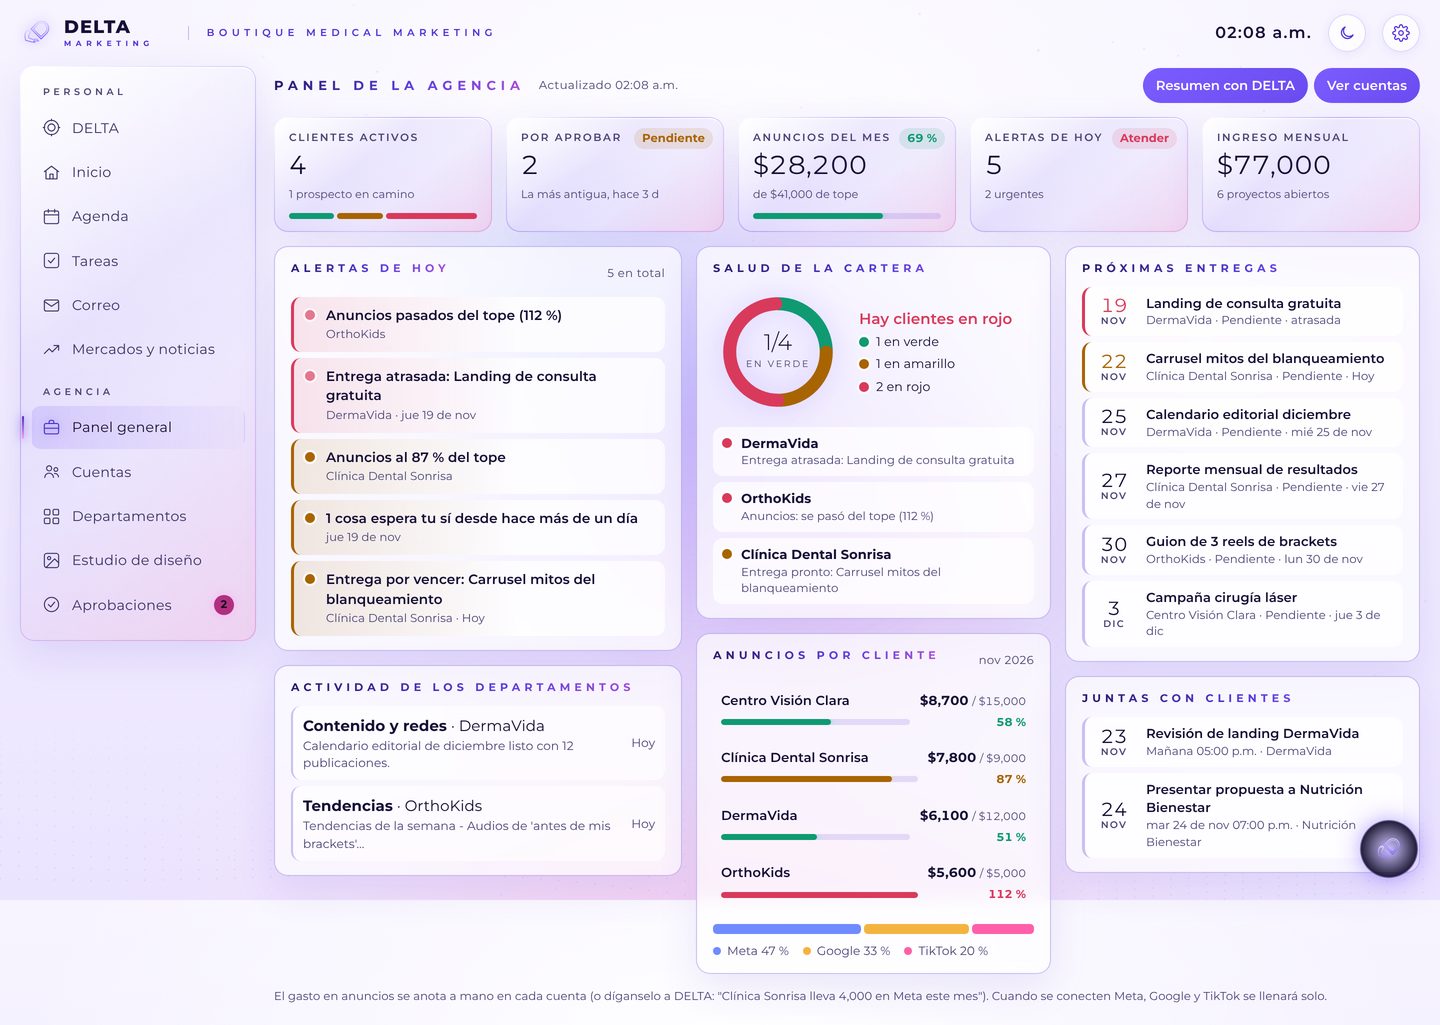 DELTA
MARKETING
BOUTIQUE MEDICAL MARKETING
02:08 a.m.
PERSONAL
DELTA
Inicio
Agenda
Tareas
Correo
Mercados y noticias
AGENCIA
Panel general
Cuentas
Departamentos
Estudio de diseño
Aprobaciones
2
PANEL DE LA AGENCIA
Actualizado 02:08 a.m.
Resumen con DELTA
Ver cuentas
CLIENTES ACTIVOS
4
1 prospecto en camino
POR APROBAR
Pendiente
2
La más antigua, hace 3 d
ANUNCIOS DEL MES
69 %
$28,200
de $41,000 de tope
ALERTAS DE HOY
Atender
5
2 urgentes
INGRESO MENSUAL
$77,000
6 proyectos abiertos
ALERTAS DE HOY
5 en total
Anuncios pasados del tope (112 %)
OrthoKids
Entrega atrasada: Landing de consulta
gratuita
DermaVida · jue 19 de nov
Anuncios al 87 % del tope
Clínica Dental Sonrisa
1 cosa espera tu sí desde hace más de un día
jue 19 de nov
Entrega por vencer: Carrusel mitos del
blanqueamiento
Clínica Dental Sonrisa · Hoy
ACTIVIDAD DE LOS DEPARTAMENTOS
Contenido y redes · DermaVida
Calendario editorial de diciembre listo con 12
publicaciones.
Hoy
Tendencias · OrthoKids
Tendencias de la semana - Audios de 'antes de mis
brackets'...
Hoy
SALUD DE LA CARTERA
1/4
EN VERDE
Hay clientes en rojo
1 en verde
1 en amarillo
2 en rojo
DermaVida
Entrega atrasada: Landing de consulta gratuita
OrthoKids
Anuncios: se pasó del tope (112 %)
Clínica Dental Sonrisa
Entrega pronto: Carrusel mitos del
blanqueamiento
ANUNCIOS POR CLIENTE
nov 2026
Centro Visión Clara
$8,700 / $15,000
58 %
Clínica Dental Sonrisa
$7,800 / $9,000
87 %
DermaVida
$6,100 / $12,000
51 %
OrthoKids
$5,600 / $5,000
112 %
Meta 47 %
Google 33 %
TikTok 20 %
PRÓXIMAS ENTREGAS
19
NOV
Landing de consulta gratuita
DermaVida · Pendiente · atrasada
22
NOV
Carrusel mitos del blanqueamiento
Clínica Dental Sonrisa · Pendiente · Hoy
25
NOV
Calendario editorial diciembre
DermaVida · Pendiente · mié 25 de nov
27
NOV
Reporte mensual de resultados
Clínica Dental Sonrisa · Pendiente · vie 27
de nov
30
NOV
Guion de 3 reels de brackets
OrthoKids · Pendiente · lun 30 de nov
3
DIC
Campaña cirugía láser
Centro Visión Clara · Pendiente · jue 3 de
dic
JUNTAS CON CLIENTES
23
NOV
Revisión de landing DermaVida
Mañana 05:00 p.m. · DermaVida
24
NOV
Presentar propuesta a Nutrición
Bienestar
mar 24 de nov 07:00 p.m. · Nutrición
Bienestar
El gasto en anuncios se anota a mano en cada cuenta (o díganselo a DELTA: "Clínica Sonrisa lleva 4,000 en Meta este mes"). Cuando se conecten Meta, Google y TikTok se llenará solo.